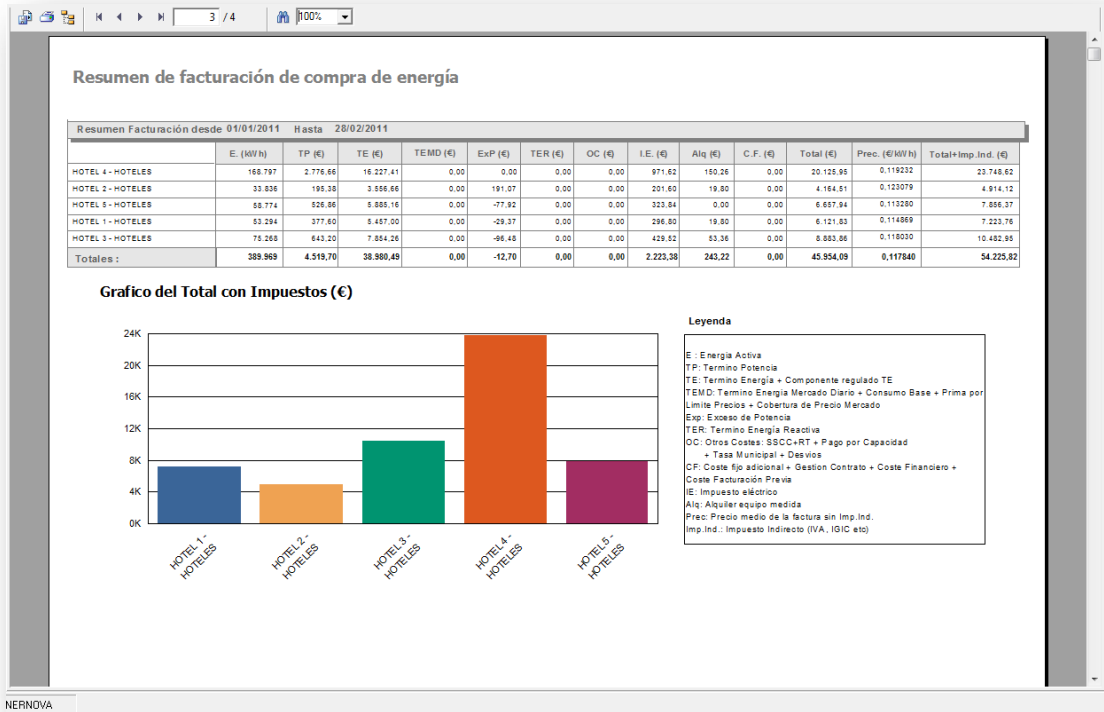 3 / 4 100%
Resumen de facturación de compra de energía
Resumen Facturación desde 01/01/2011 Hasta 28/02/2011
E. (kW h) TP (€) TE (€) TEMD (€) ExP (€) TER (€) OC (€) I.E. (€) Alq (€) C.F. (€) Total (€) Prec. (€/kW h) Total+Imp.Ind. (€)
HOTEL 4 - HOTELES 168.797 2.776,66 16.227,41 0,00 0,00 0,00 0,00 971,62 150,26 0,00 20.125,95 0,119232 23.748,62
HOTEL 2 - HOTELES 33.836 195,38 3.556,66 0,00 191,07 0,00 0,00 201,60 19,80 0,00 4.164,51 0,123079 4.914,12
HOTEL 5 - HOTELES 58.774 526,86 5.885,16 0,00 -77,92 0,00 0,00 323,84 0,00 0,00 6.657,94 0,113280 7.856,37
HOTEL 1 - HOTELES 53.294 377,60 5.457,00 0,00 -29,37 0,00 0,00 296,80 19,80 0,00 6.121,83 0,114869 7.223,76
HOTEL 3 - HOTELES 75.268 643,20 7.854,26 0,00 -96,48 0,00 0,00 429,52 53,36 0,00 8.883,86 0,118030 10.482,95
Totales : 389.969 4.519,70 38.980,49 0,00 -12,70 0,00 0,00 2.223,38 243,22 0,00 45.954,09 0,117840 54.225,82
Grafico del Total con Impuestos (€)
24K
20K
16K
12K
8K
4K
0K
HOTEL 1 -
HOTELES
HOTEL 2 -
HOTELES
HOTEL 3 -
HOTELES
HOTEL 4 -
HOTELES
HOTEL 5 -
HOTELES
Leyenda
E : Energia Activa
TP: Termino Potencia
TE: Termino Energía + Componente regulado TE
TEMD: Termino Energia Mercado Diario + Consumo Base + Prima por
Limite Precios + Cobertura de Precio Mercado
Exp: Exceso de Potencia
TER: Termino Energía Reactiva
OC: Otros Costes: SSCC+RT + Pago por Capacidad
+ Tasa Municipal + Desvios
CF: Coste fijo adicional + Gestion Contrato + Coste Financiero +
Coste Facturación Previa
IE: Impuesto eléctrico
Alq: Alquiler equipo medida
Prec: Precio medio de la factura sin Imp.Ind.
Imp.Ind.: Impuesto Indirecto (IVA, IGIC etc)
NERNOVA